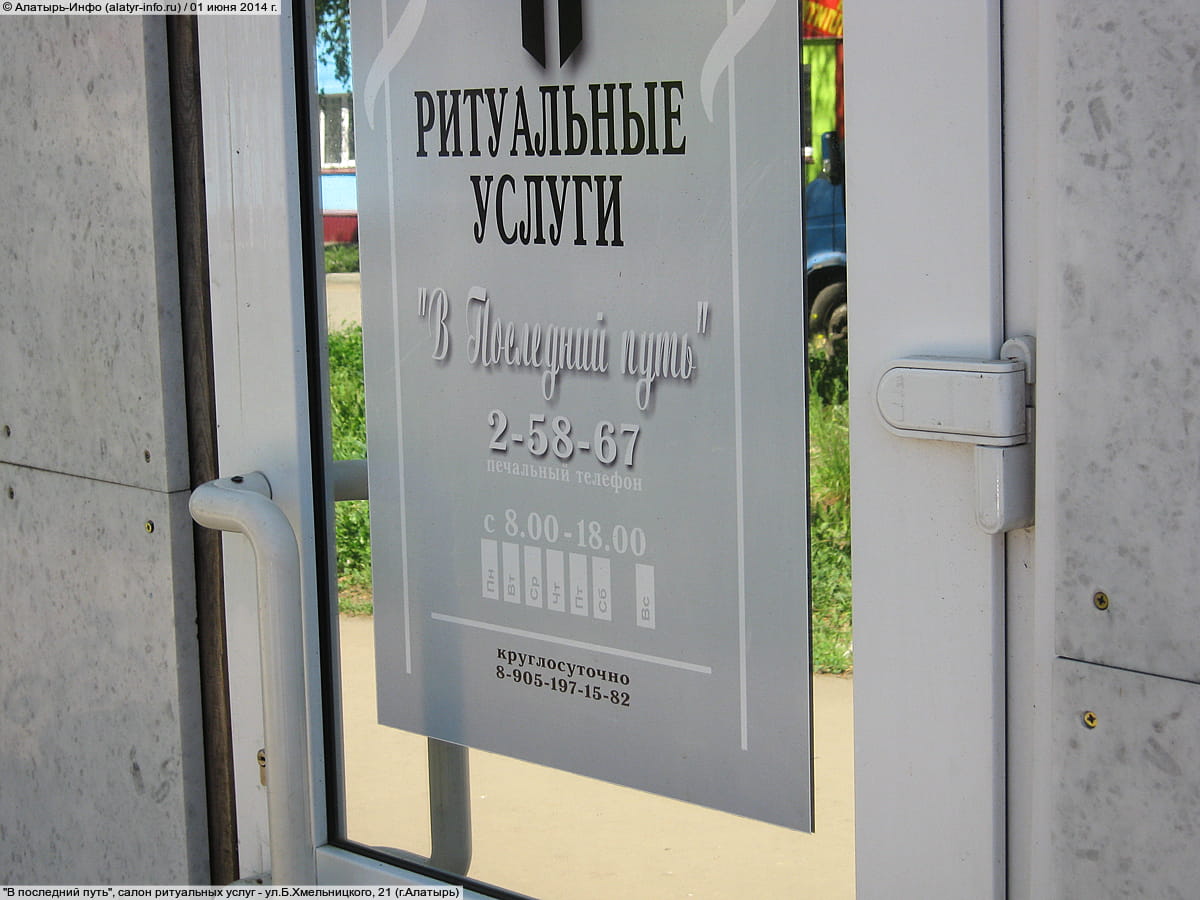 © Алатырь-Инфо (alatyr-info.ru) / 01 июня 2014 г.
РИТУАЛЬНЫЕ
УСЛУГИ
"В Последний путь"
2-58-67
печальный телефон
с 8.00-18.00
Пн Вт Ср Чт Пт Сб Вс
круглосуточно
8-905-197-15-82
"В последний путь", салон ритуальных услуг - ул.Б.Хмельницкого, 21 (г.Алатырь)